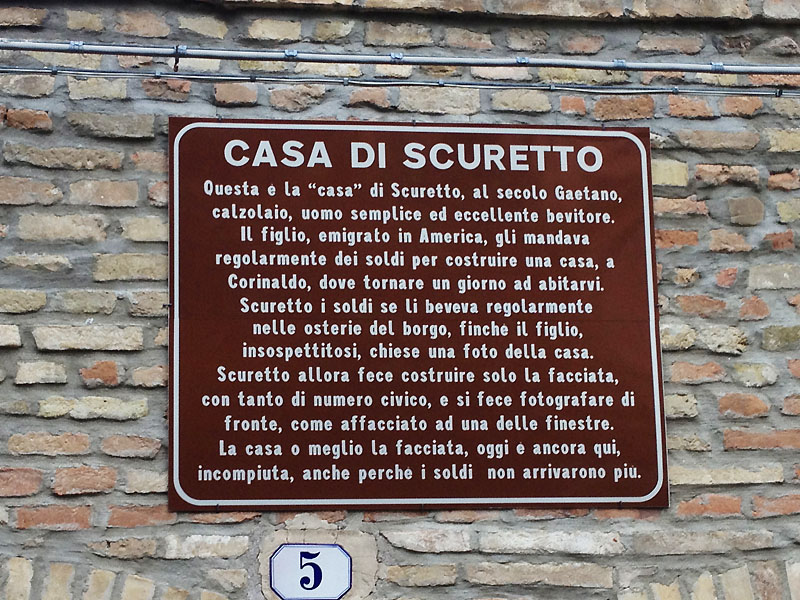 CASA DI SCURETTO
Questa è la “casa” di Scuretto, al secolo Gaetano,
calzolaio, uomo semplice ed eccellente bevitore.
Il figlio, emigrato in America, gli mandava
regolarmente dei soldi per costruire una casa, a
Corinaldo, dove tornare un giorno ad abitarvi.
Scuretto i soldi se li beveva regolarmente
nelle osterie del borgo, finchè il figlio,
insospettitosi, chiese una foto della casa.
Scuretto allora fece costruire solo la facciata,
con tanto di numero civico, e si fece fotografare di
fronte, come affacciato ad una delle finestre.
La casa o meglio la facciata, oggi è ancora qui,
incompiuta, anche perchè i soldi non arrivarono più.
5